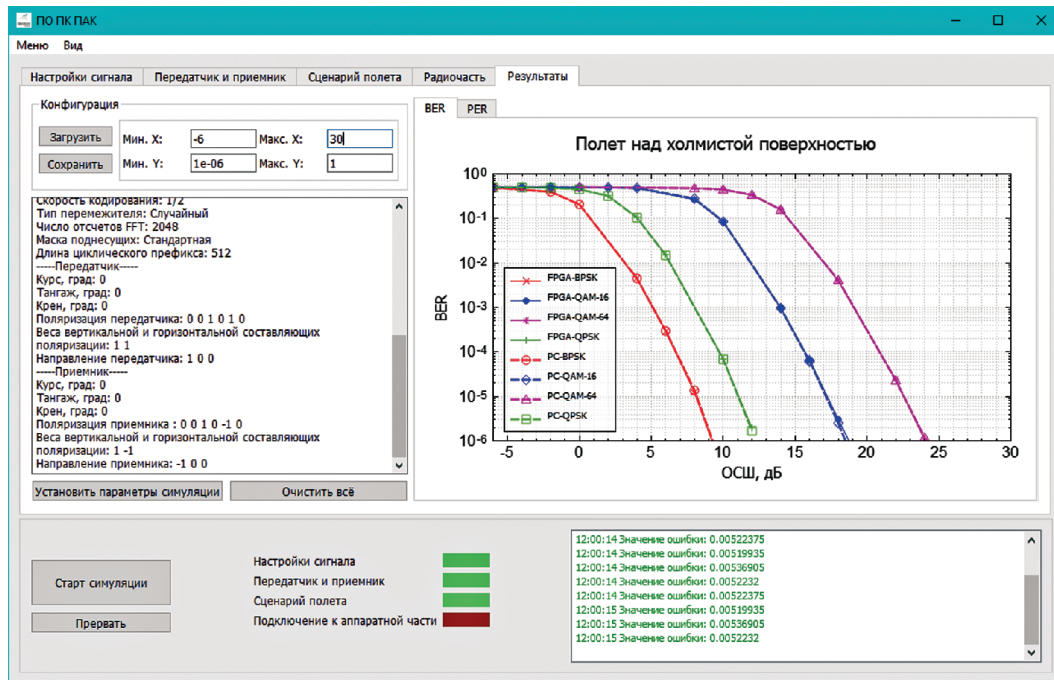 ПО ПК ПАК
Меню Вид
Настройки сигнала Передатчик и приемник Сценарий полета Радиочасть Результаты
Конфигурация
Загрузить Мин. X: -6 Макс. X: 30
Сохранить Мин. Y: 1e-06 Макс. Y: 1
Скорость кодирования: 1/2
Тип перемежителя: Случайный
Число отсчетов FFT: 2048
Маска поднесущих: Стандартная
Длина циклического префикса: 512
-----Передатчик-----
Курс, град: 0
Тангаж, град: 0
Крен, град: 0
Поляризация передатчика: 0 0 1 0 1 0
Веса вертикальной и горизонтальной составляющих
поляризации: 1 1
Направление передатчика: 1 0 0
-----Приемник-----
Курс, град: 0
Тангаж, град: 0
Крен, град: 0
Поляризация приемника : 0 0 1 0 -1 0
Веса вертикальной и горизонтальной составляющих
поляризации: 1 -1
Направление приемника: -1 0 0
Установить параметры симуляции Очистить всё
BER PER
Полет над холмистой поверхностью
10⁰
10-1
10-2
10-3
10-4
10-5
10-6
BER
FPGA-BPSK
FPGA-QAM-16
FPGA-QAM-64
FPGA-QPSK
PC-BPSK
PC-QAM-16
PC-QAM-64
PC-QPSK
-5 0 5 10 15 20 25 30
ОСШ, дБ
Старт симуляции
Прервать
Настройки сигнала
Передатчик и приемник
Сценарий полета
Подключение к аппаратной части
12:00:14 Значение ошибки: 0.00522375
12:00:14 Значение ошибки: 0.00519935
12:00:14 Значение ошибки: 0.00536905
12:00:14 Значение ошибки: 0.0052232
12:00:14 Значение ошибки: 0.00522375
12:00:15 Значение ошибки: 0.00519935
12:00:15 Значение ошибки: 0.00536905
12:00:15 Значение ошибки: 0.0052232